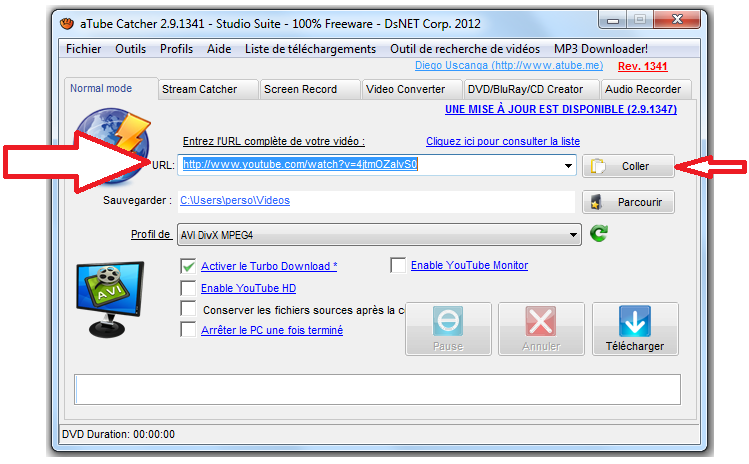 aTube Catcher 2.9.1341 - Studio Suite - 100% Freeware - DsNET Corp. 2012
Fichier Outils Profils Aide Liste de téléchargements Outil de recherche de vidéos MP3 Downloader!
Diego Uscanga (http://www.atube.me) Rev. 1341
Normal mode Stream Catcher Screen Record Video Converter DVD/BluRay/CD Creator Audio Recorder
UNE MISE À JOUR EST DISPONIBLE (2.9.1347)
Entrez l'URL complète de votre vidéo : Cliquez ici pour consulter la liste
URL: http://www.youtube.com/watch?v=4jtmOZaIvS0 Coller
Sauvegarder : C:\Users\perso\Videos Parcourir
Profil de AVI DivX MPEG4
Activer le Turbo Download * Enable YouTube Monitor
Enable YouTube HD
Conserver les fichiers sources après la c
Arrêter le PC une fois terminé
AVI
Pause Annuler Télécharger
DVD Duration: 00:00:00